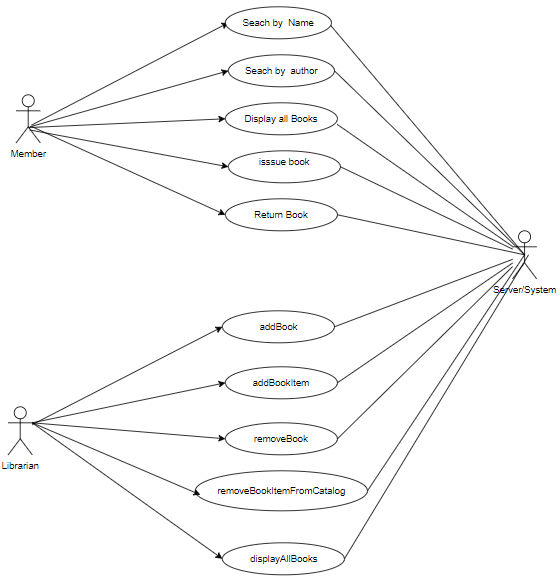 Seach by  Name
Seach by  author
Display all Books
isssue book
Return Book
Member
Server/System
addBook
addBookItem
removeBook
removeBookItemFromCatalog
displayAllBooks
Librarian